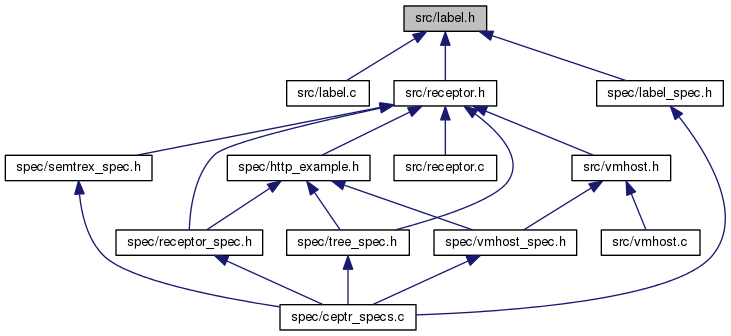 src/label.h
src/label.c
src/receptor.h
spec/label_spec.h
spec/semtrex_spec.h
spec/http_example.h
src/receptor.c
src/vmhost.h
spec/receptor_spec.h
spec/tree_spec.h
spec/vmhost_spec.h
src/vmhost.c
spec/ceptr_specs.c